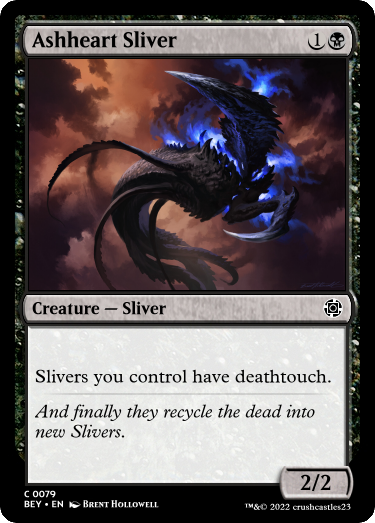 Ashheart Sliver 1
Creature — Sliver
Slivers you control have deathtouch.
And finally they recycle the dead into
new Slivers.
2/2
C 0079
BEY • EN Brent Hollowell
™&© 2022 crushcastles23